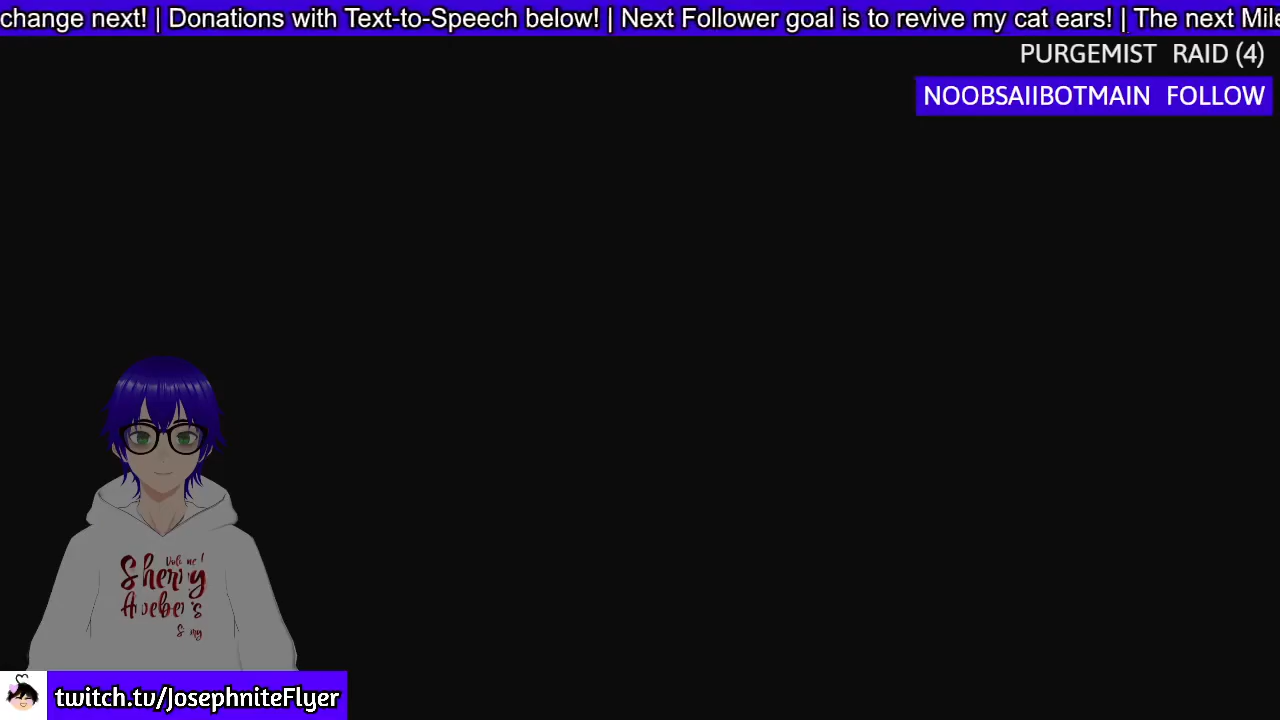 change next! | Donations with Text-to-Speech below! | Next Follower goal is to revive my cat ears! | The next Mile
PURGEMIST RAID (4)
NOOBSAIIBOTMAIN FOLLOW
Sherry
twitch.tv/JosephniteFlyer